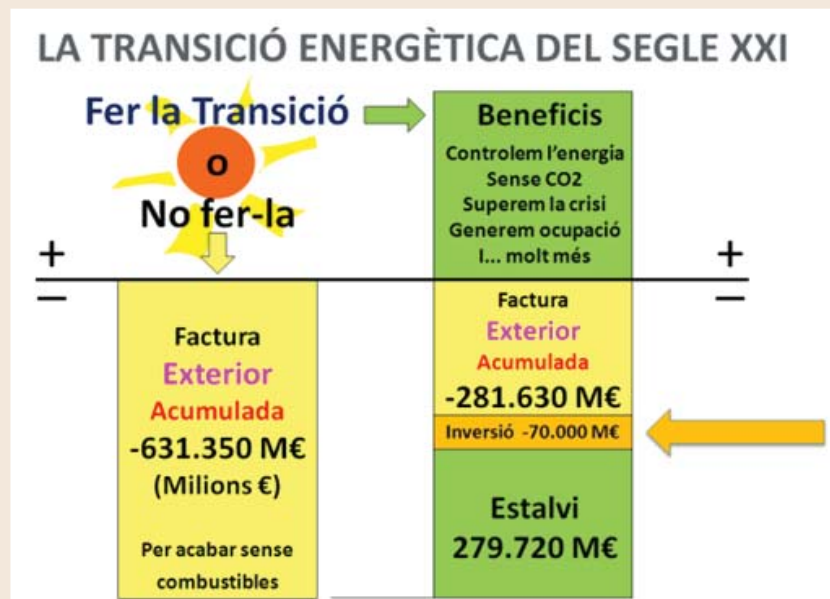 LA TRANSICIÓ ENERGÈTICA DEL SEGLE XXI
Fer la Transició
o
No fer-la
Beneficis
Controlem l'energia
Sense CO2
Superem la crisi
Generem ocupació
I... molt més
+
+
–
–
Factura
Exterior
Acumulada
-631.350 M€
(Milions €)
Per acabar sense
combustibles
Factura
Exterior
Acumulada
-281.630 M€
Inversió -70.000 M€
Estalvi
279.720 M€